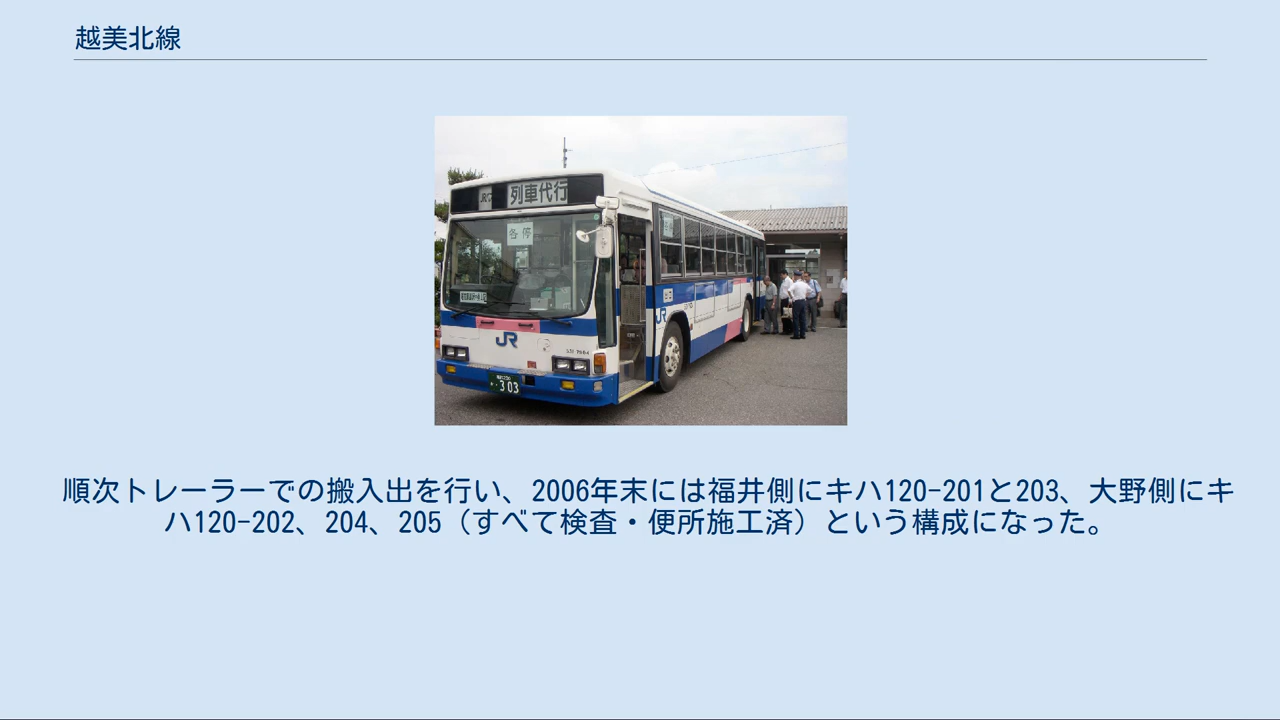 越美北線
列車代行
各停
JR
JR
・303
順次トレーラーでの搬入出を行い、2006年末には福井側にキハ120-201と203、大野側にキ
ハ120-202、204、205（すべて検査・便所施工済）という構成になった。